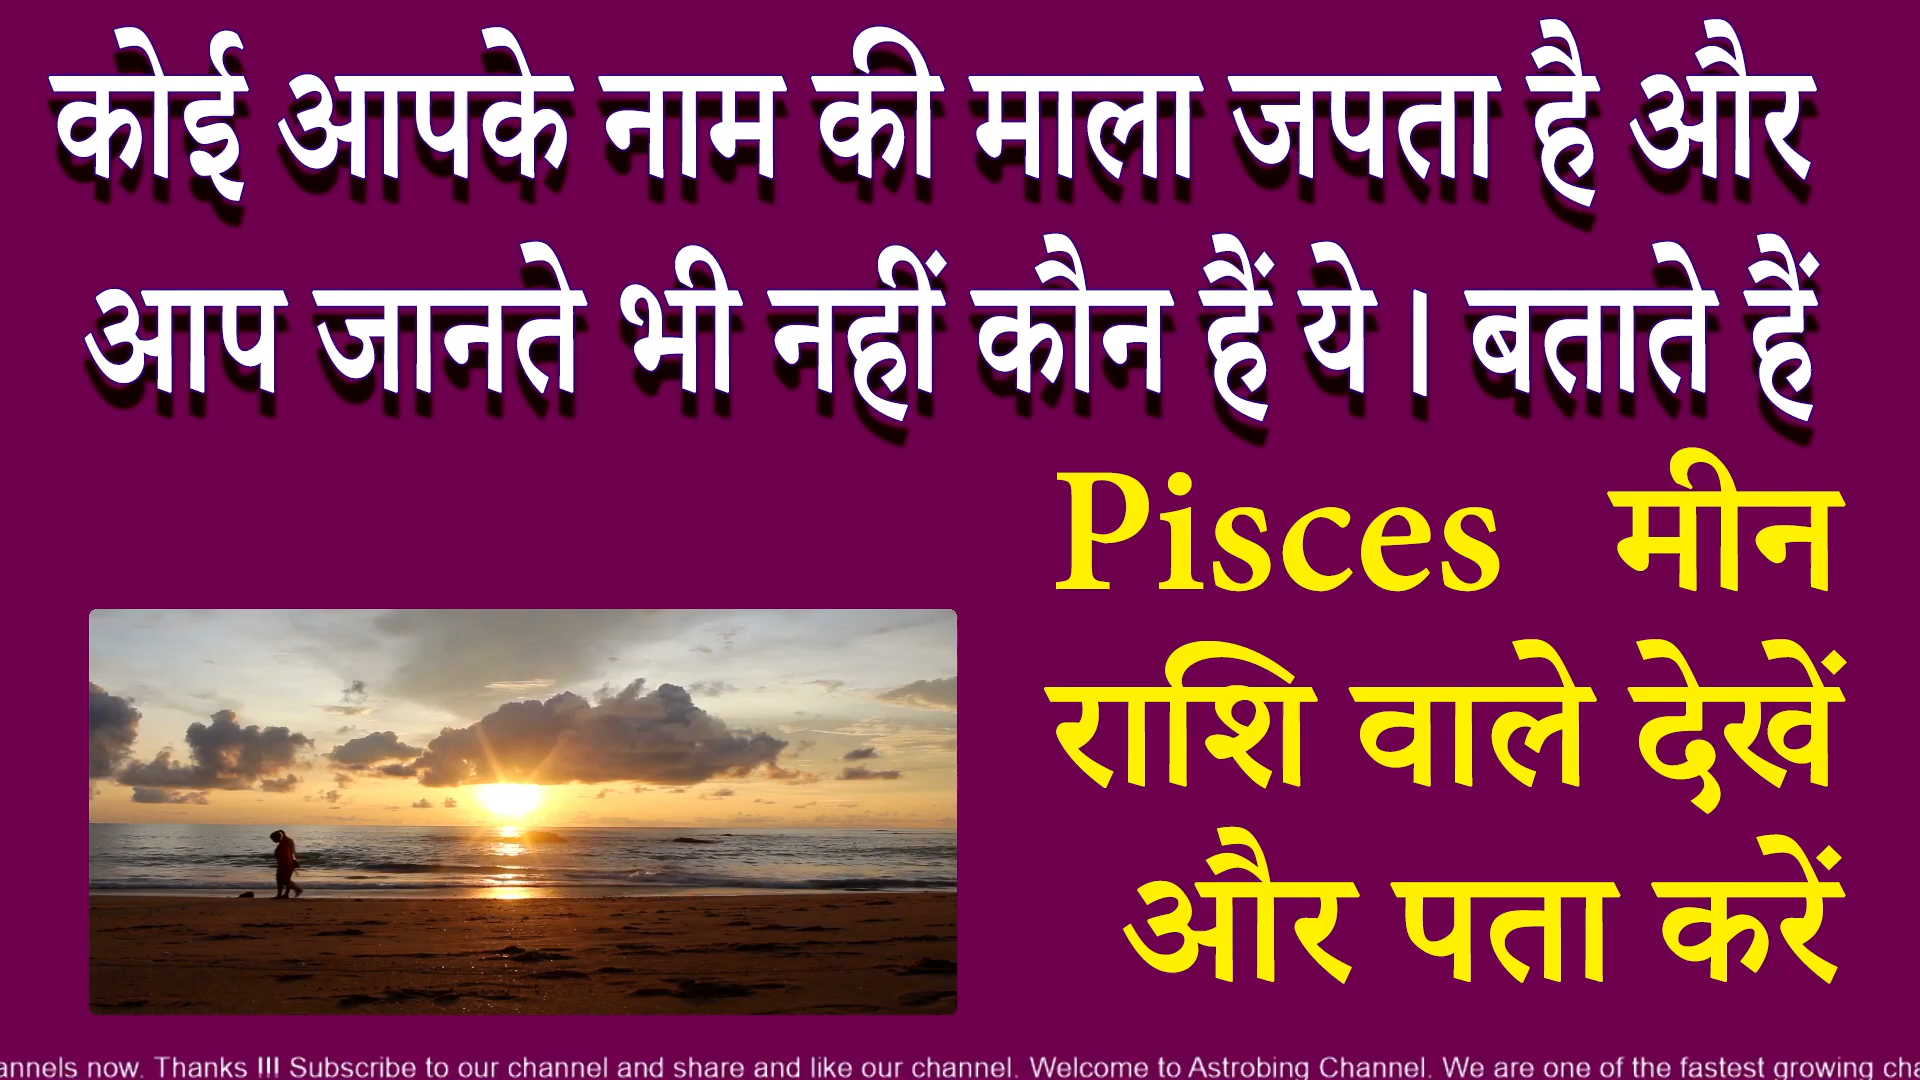 कोई आपके नाम की माला जपता है और
आप जानते भी नहीं कौन हैं ये । बताते हैं
Pisces मीन
राशि वाले देखें
और पता करें
annels now. Thanks !!! Subscribe to our channel and share and like our channel. Welcome to Astrobing Channel. We are one of the fastest growing cha